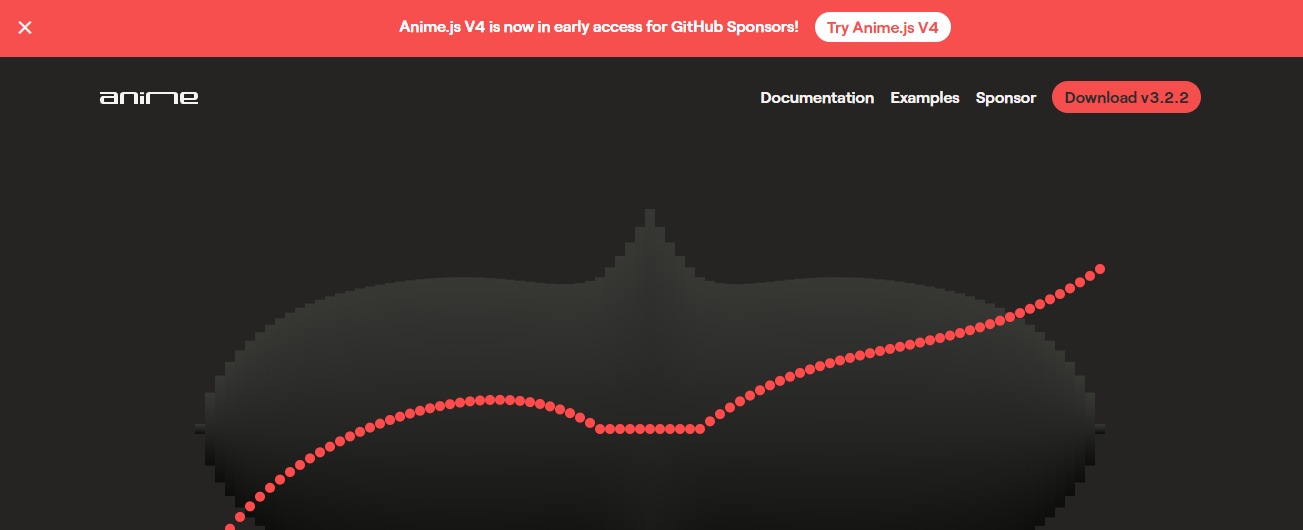 Anime.js V4 is now in early access for GitHub Sponsors! Try Anime.js V4
anime Documentation Examples Sponsor Download v3.2.2